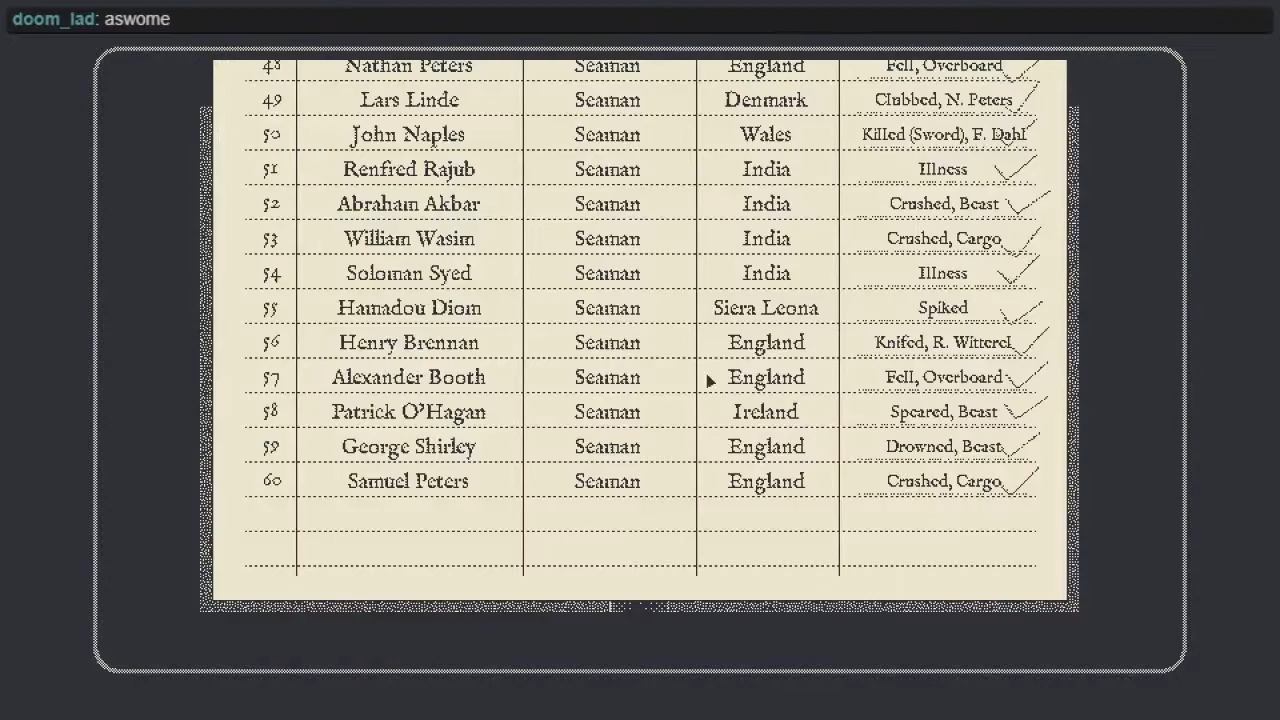 doom_lad: aswome
48 Nathan Peters Seaman England Fell, Overboard
49 Lars Linde Seaman Denmark Clubbed, N. Peters
50 John Naples Seaman Wales Killed (Sword), F. Dahl
51 Renfred Rajub Seaman India Illness
52 Abraham Akbar Seaman India Crushed, Beast
53 William Wasim Seaman India Crushed, Cargo
54 Soloman Syed Seaman India Illness
55 Hamadou Diom Seaman Siera Leona Spiked
56 Henry Brennan Seaman England Knifed, R. Witterel
57 Alexander Booth Seaman England Fell, Overboard
58 Patrick O'Hagan Seaman Ireland Speared, Beast
59 George Shirley Seaman England Drowned, Beast
60 Samuel Peters Seaman England Crushed, Cargo